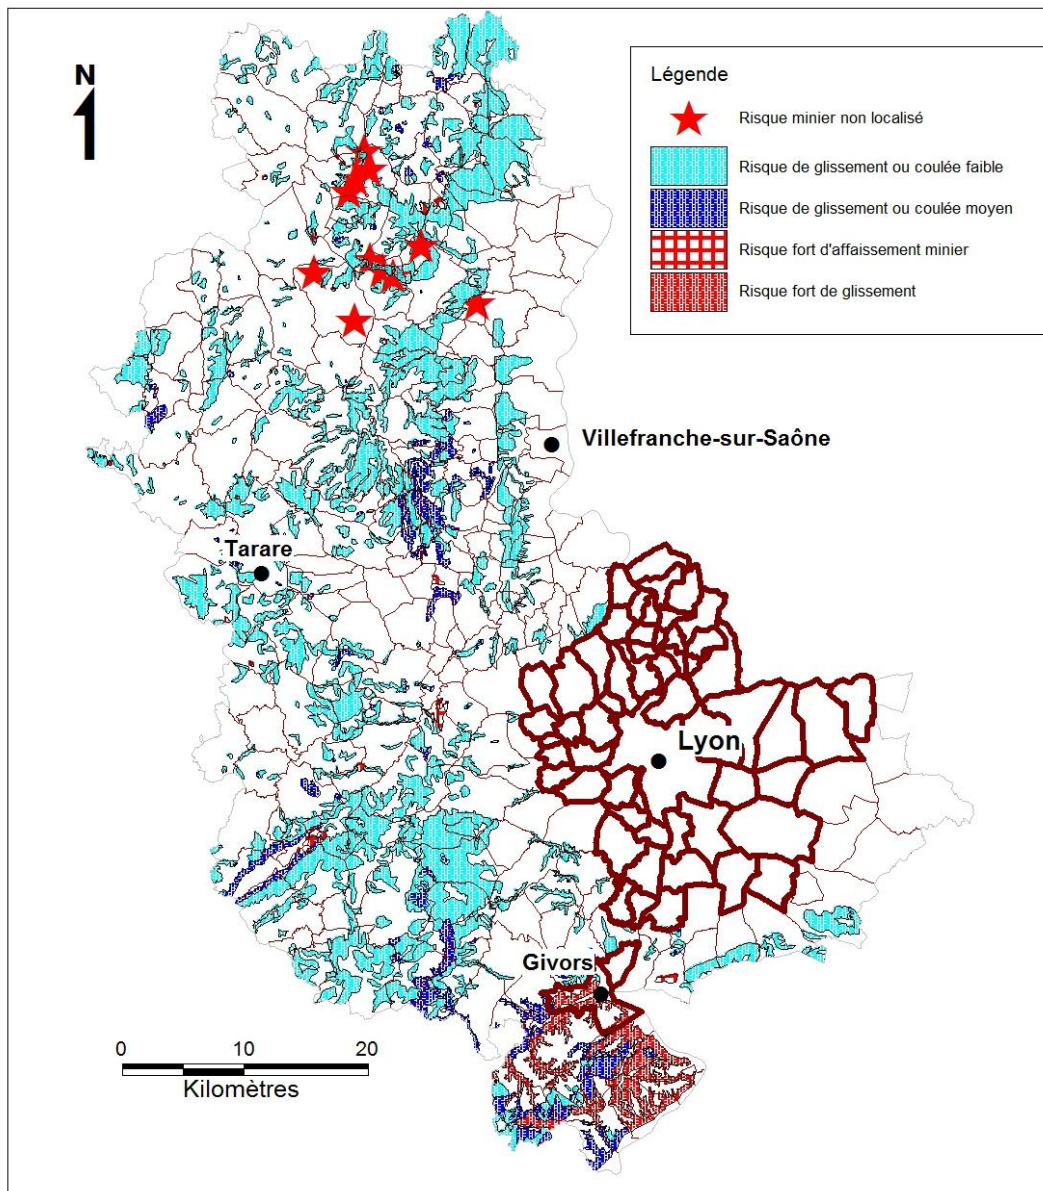 N
Légende
Risque minier non localisé
Risque de glissement ou coulée faible
Risque de glissement ou coulée moyen
Risque fort d'affaissement minier
Risque fort de glissement
Villefranche-sur-Saône
Tarare
Lyon
Givors
0 10 20
Kilomètres